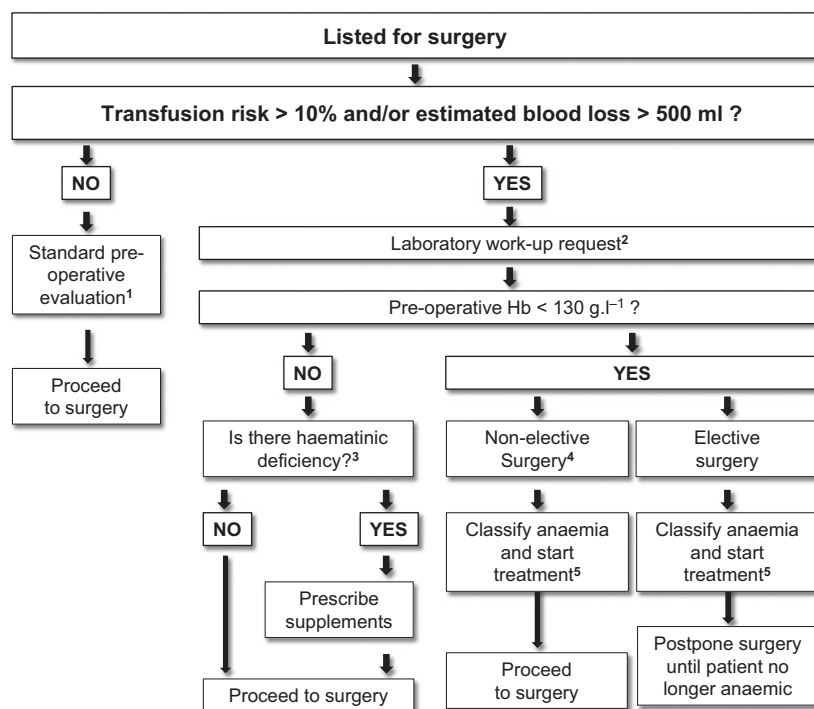 Listed for surgery
Transfusion risk > 10% and/or estimated blood loss > 500 ml ?
NO
YES
Standard pre-
operative
evaluation¹
Laboratory work-up request²
Pre-operative Hb < 130 g.l⁻¹ ?
Proceed
to surgery
NO
YES
Is there haematinic
deficiency?³
Non-elective
Surgery⁴
Elective
surgery
NO
YES
Classify anaemia
and start
treatment⁵
Classify anaemia
and start
treatment⁵
Prescribe
supplements
Proceed to surgery
Proceed
to surgery
Postpone surgery
until patient no
longer anaemic